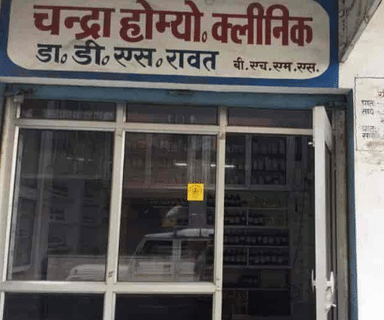 चन्द्रा होम्यो॰ क्लीनिक
डा॰ डी॰ एस॰ रावत बी॰ एच॰ एम॰ एस॰